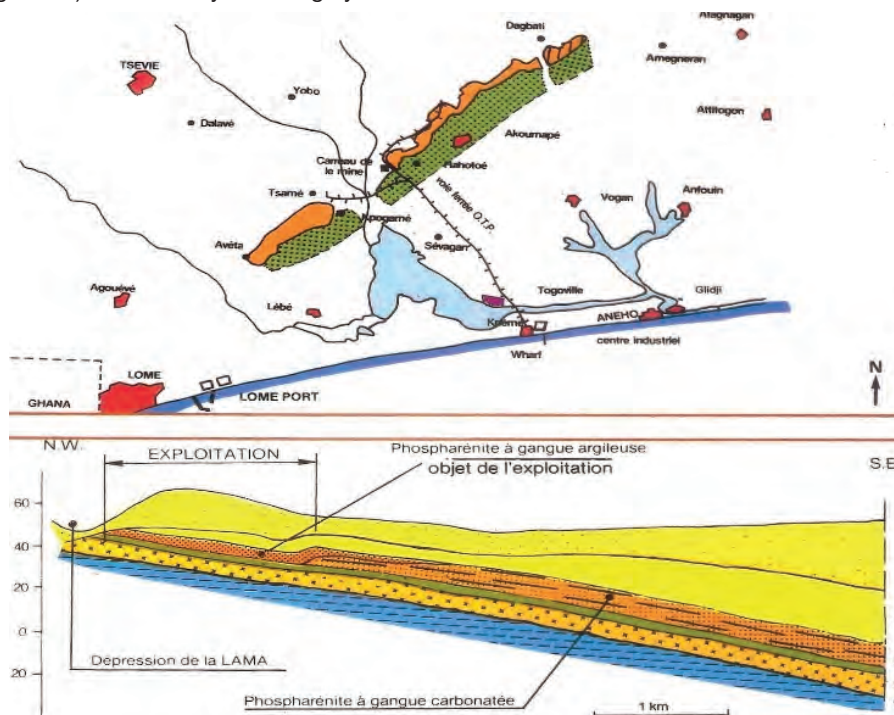 Dagbati
Afagnagan
Amegneran
TSEVIE
Yobo
Dalavé
Attitogon
Akoumapé
Carreau de
la mine
Hahotoé
Tsamé
voie ferrée O.T.P.
Vogan
Anfouin
Kpogamé
Avéta
Sévagan
Agouévé
Lébé
Togoville
Glidji
ANEHO
centre industriel
Wharf
LOME
LOME PORT
GHANA
N
N.W.
EXPLOITATION
Phospharénite à gangue argileuse
objet de l'exploitation
60
40
20
0
20
Dépression de la LAMA
Phospharénite à gangue carbonatée
1 km